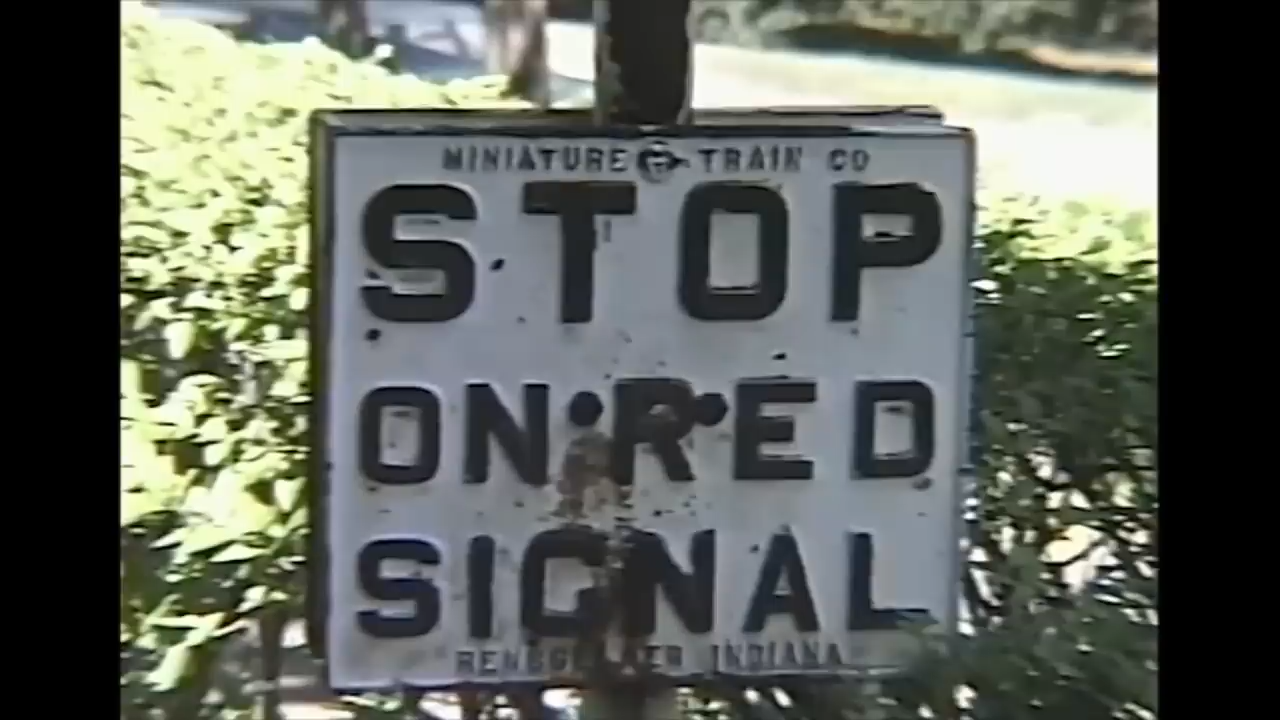 MINIATURE TRAIN CO
STOP
ON RED
SIGNAL
INDIANA